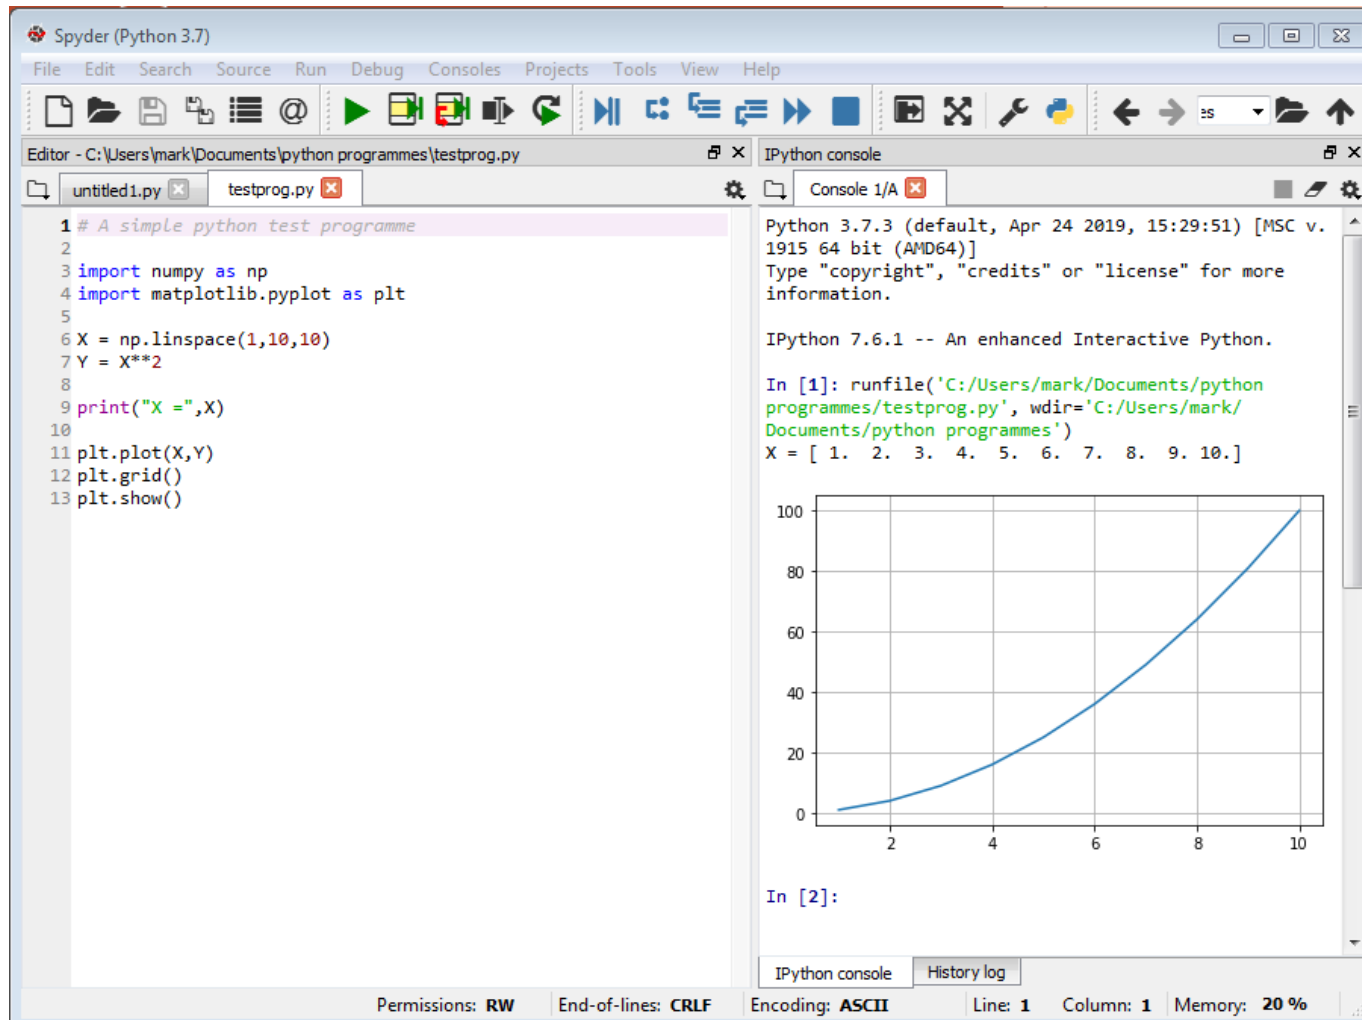 Spyder (Python 3.7)
File Edit Search Source Run Debug Consoles Projects Tools View Help
Editor - C:\Users\mark\Documents\python programmes\testprog.py
untitled1.py testprog.py
1 # A simple python test programme
2
3 import numpy as np
4 import matplotlib.pyplot as plt
5
6 X = np.linspace(1,10,10)
7 Y = X**2
8
9 print("X =",X)
10
11 plt.plot(X,Y)
12 plt.grid()
13 plt.show()
IPython console
Console 1/A
Python 3.7.3 (default, Apr 24 2019, 15:29:51) [MSC v.
1915 64 bit (AMD64)]
Type "copyright", "credits" or "license" for more
information.
IPython 7.6.1 -- An enhanced Interactive Python.
In [1]: runfile('C:/Users/mark/Documents/python
programmes/testprog.py', wdir='C:/Users/mark/
Documents/python programmes')
X = [ 1. 2. 3. 4. 5. 6. 7. 8. 9. 10.]
100
80
60
40
20
0
2 4 6 8 10
In [2]:
IPython console History log
Permissions: RW End-of-lines: CRLF Encoding: ASCII Line: 1 Column: 1 Memory: 20 %